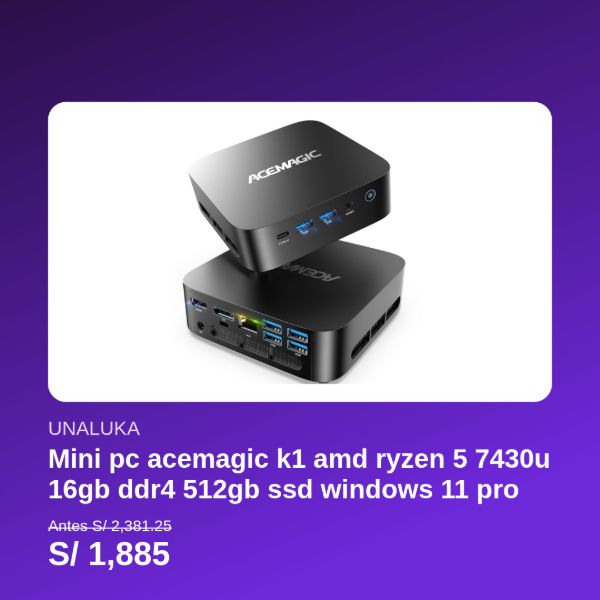 ACEMAGIC
UNALUKA
Mini pc acemagic k1 amd ryzen 5 7430u
16gb ddr4 512gb ssd windows 11 pro
Antes S/ 2,381.25
S/ 1,885